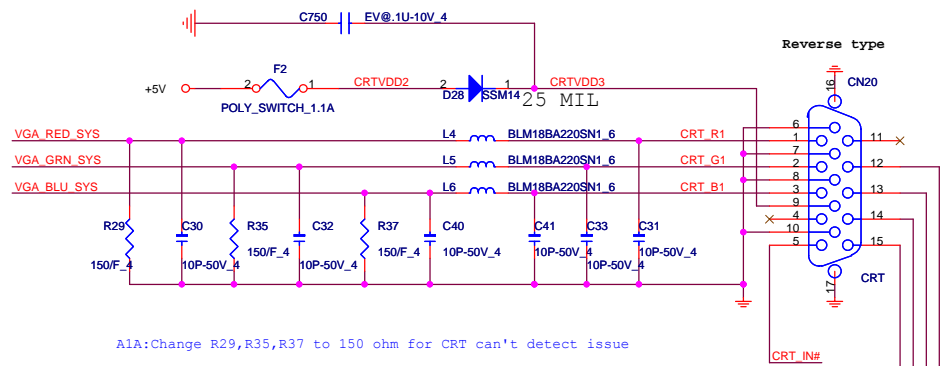 C750 EV@.1U-10V_4
Reverse type
F2
CN20
16
+5V 2 1 CRTVDD2 2 1 CRTVDD3
D28 SSM14
25 MIL
POLY_SWITCH_1.1A
6
VGA_RED_SYS L4 BLM18BA220SN1_6 CRT_R1 1 11
7
VGA_GRN_SYS L5 BLM18BA220SN1_6 CRT_G1 2 12
8
VGA_BLU_SYS L6 BLM18BA220SN1_6 CRT_B1 3 13
9
4 14
R29 C30 R35 C32 R37 C40 C41 C33 C31
10
5 15
150/F_4 10P-50V_4 150/F_4 10P-50V_4 150/F_4 10P-50V_4 10P-50V_4 10P-50V_4 10P-50V_4
17 CRT
A1A:Change R29,R35,R37 to 150 ohm for CRT can't detect issue
CRT_IN#